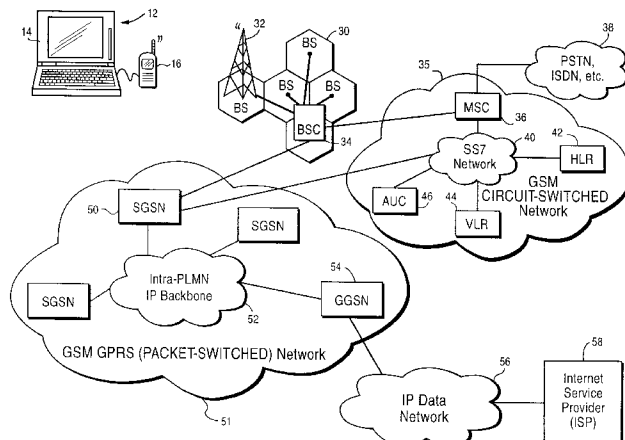 12
14
16
32
30
BS
BS
BS
BS
BSC
34
35
38
PSTN,
ISDN, etc.
MSC
36
40
42
SS7
Network
HLR
GSM
CIRCUIT-SWITCHED
Network
AUC
46
44
VLR
50
SGSN
SGSN
SGSN
Intra-PLMN
IP Backbone
52
54
GGSN
GSM GPRS (PACKET-SWITCHED) Network
51
56
IP Data
Network
58
Internet
Service
Provider
(ISP)